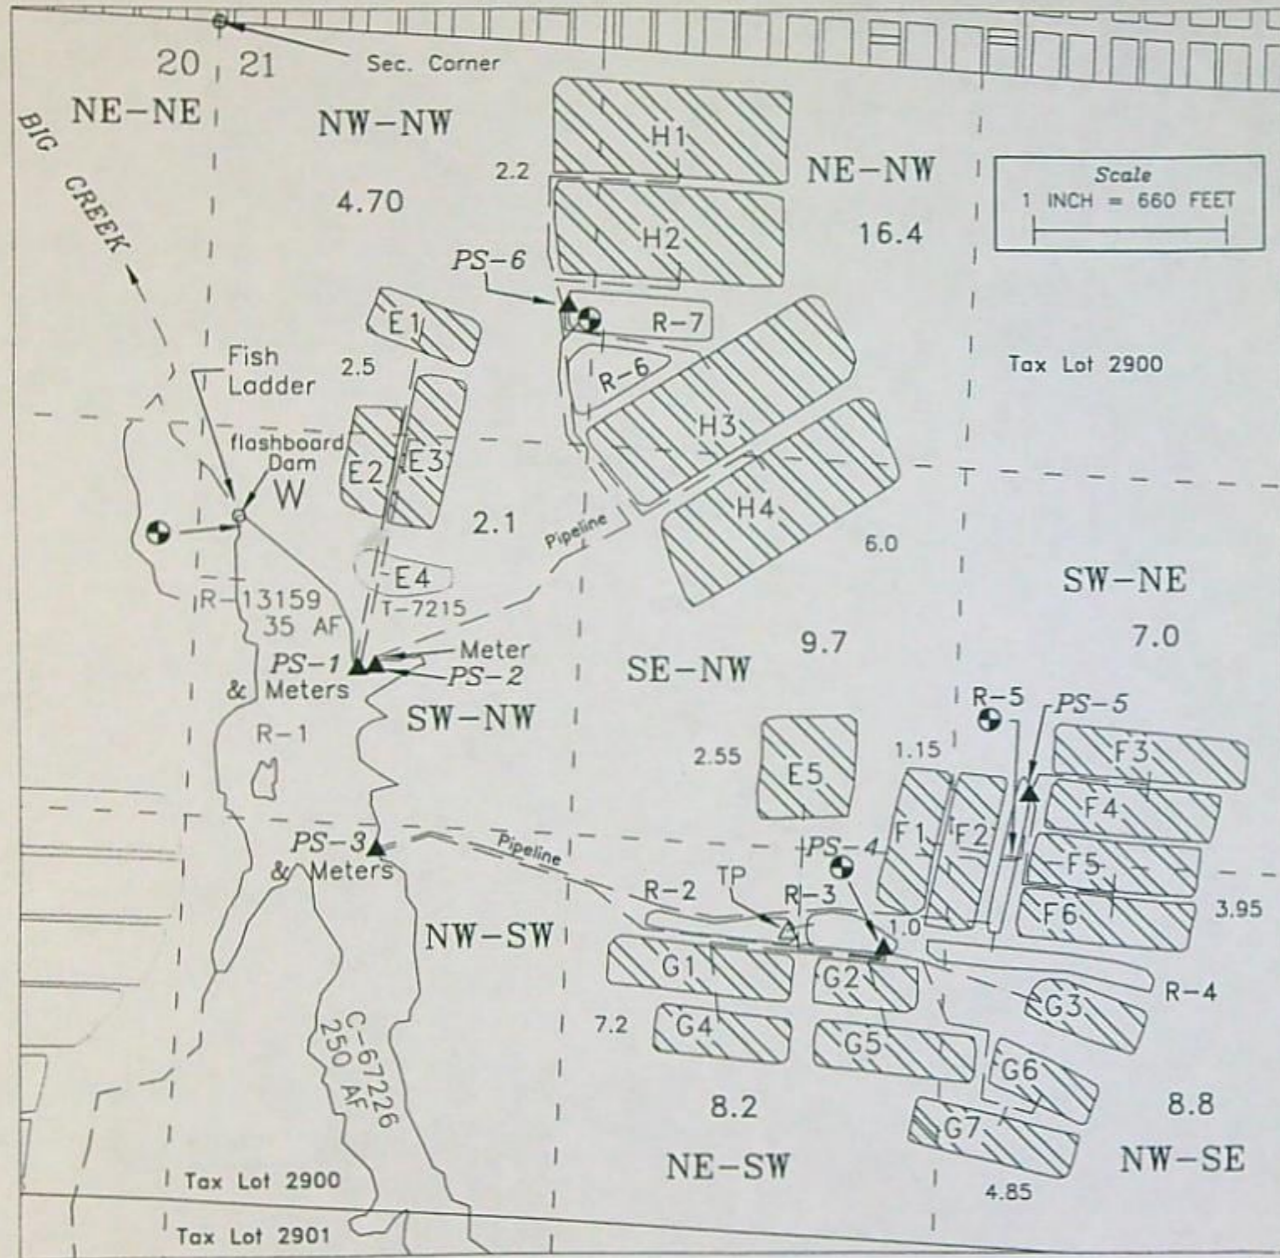 20
21
Sec. Corner
NE-NE
NW-NW
BIG CREEK
4.70
2.2
H1
NE-NW
16.4
Scale
1 INCH = 660 FEET
H2
PS-6
R-7
E1
Fish
Ladder
2.5
R-6
Tax Lot 2900
H3
flashboard
Dam
W
E2
E3
2.1
H4
Pipeline
6.0
E4
R-13159
35 AF
T-7215
SW-NE
7.0
9.7
PS-1
& Meters
Meter
PS-2
SE-NW
SW-NW
R-5
PS-5
R-1
2.55
E5
1.15
F3
F4
F1
F2
PS-3
& Meters
Pipeline
PS-4
F5
TP
R-2
R-3
1.0
F6
3.95
NW-SW
G1
G2
R-4
G3
7.2
G4
G5
C-67226
250 AF
G6
8.2
8.8
G7
NE-SW
NW-SE
4.85
Tax Lot 2900
Tax Lot 2901